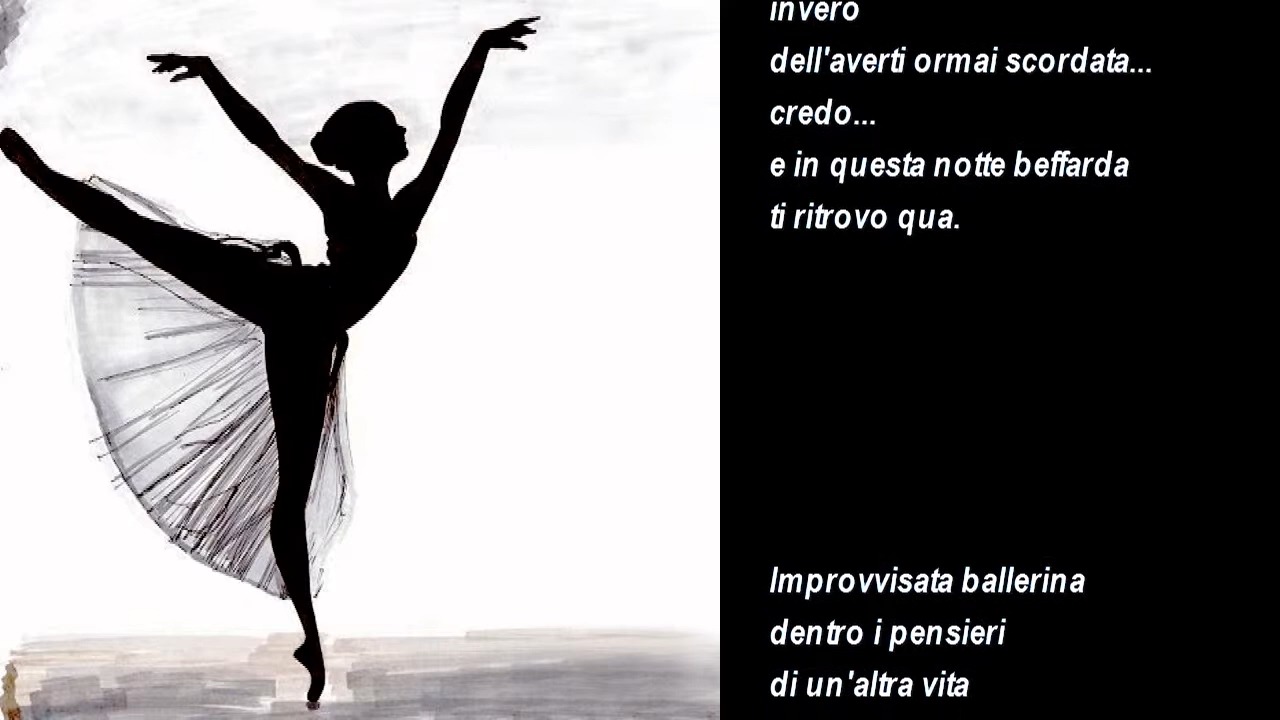 invero
dell'averti ormai scordata...
credo...
e in questa notte beffarda
ti ritrovo qua.
Improvvisata ballerina
dentro i pensieri
di un'altra vita